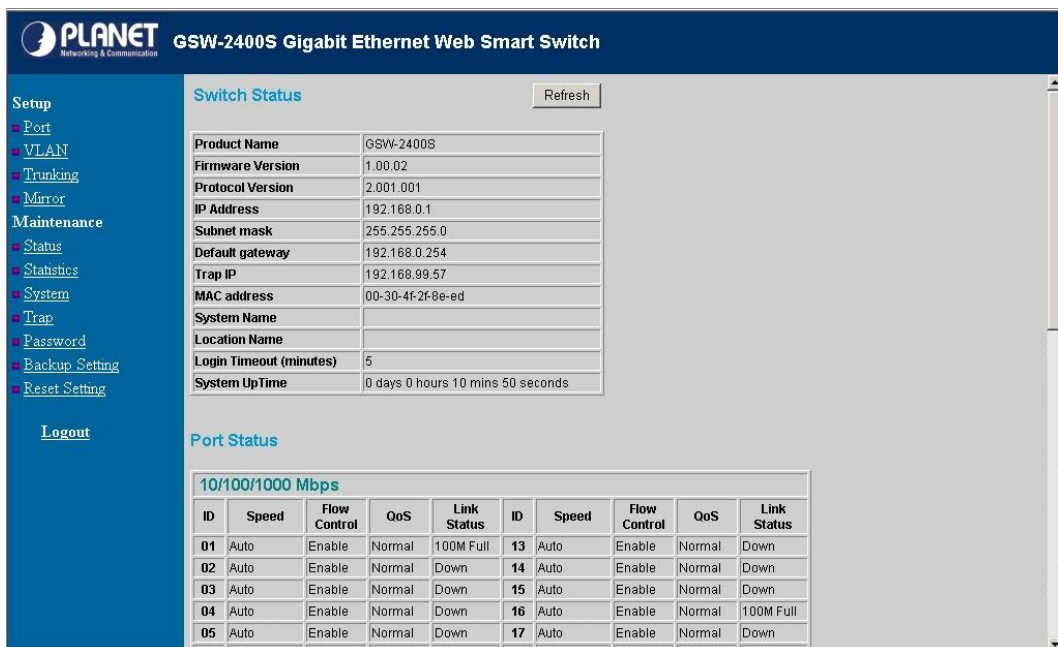 PLANET
Networking & Communication
GSW-2400S Gigabit Ethernet Web Smart Switch
Setup
Port
VLAN
Trunking
Mirror
Maintenance
Status
Statistics
System
Trap
Password
Backup Setting
Reset Setting
Logout
Switch Status
Refresh
Product Name GSW-2400S
Firmware Version 1.00.02
Protocol Version 2.001.001
IP Address 192.168.0.1
Subnet mask 255.255.255.0
Default gateway 192.168.0.254
Trap IP 192.168.99.57
MAC address 00-30-4f-2f-8e-ed
System Name
Location Name
Login Timeout (minutes) 5
System UpTime 0 days 0 hours 10 mins 50 seconds
Port Status
10/100/1000 Mbps
ID Speed Flow Control QoS Link Status ID Speed Flow Control QoS Link Status
01 Auto Enable Normal 100M Full 13 Auto Enable Normal Down
02 Auto Enable Normal Down 14 Auto Enable Normal Down
03 Auto Enable Normal Down 15 Auto Enable Normal Down
04 Auto Enable Normal Down 16 Auto Enable Normal 100M Full
05 Auto Enable Normal Down 17 Auto Enable Normal Down